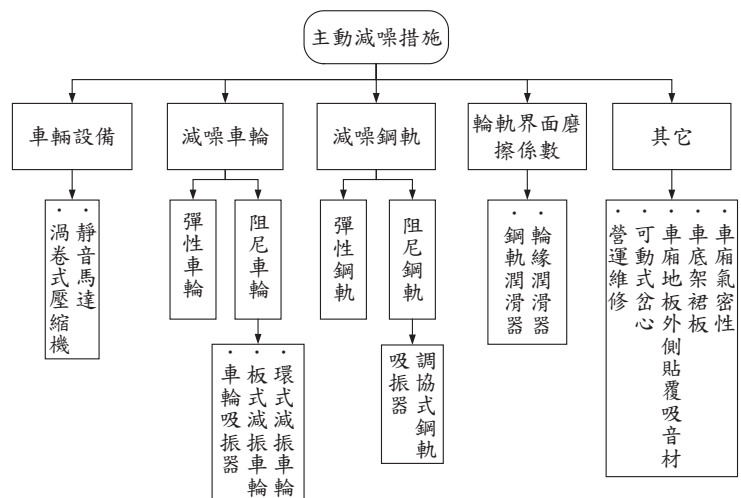 主動減噪措施
車輛設備
減噪車輪
減噪鋼軌
輪軌界面磨
擦係數
其它
・靜音馬達
・渦卷式壓縮機
彈性車輪
阻尼車輪
彈性鋼軌
阻尼鋼軌
・輪緣潤滑器
・鋼軌潤滑器
・車廂氣密性
・車底架裙板
・車廂地板外側貼覆吸音材
・可動式岔心
・營運維修
・環式減振車輪
・板式減振車輪
・車輪吸振器
調協式鋼軌
吸振器